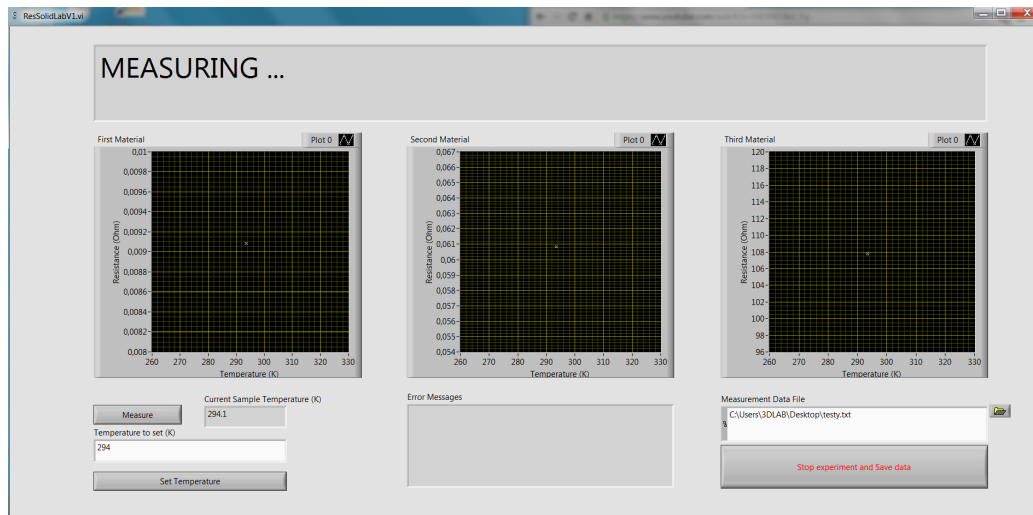 ResSolidLabV1.vi
MEASURING ...
First Material
Plot 0
0,01
0,0098
0,0096
0,0094
0,0092
0,009
0,0088
0,0086
0,0084
0,0082
0,008
Resistance (Ohm)
260 270 280 290 300 310 320 330
Temperature (K)
Second Material
Plot 0
0,067
0,066
0,065
0,064
0,063
0,062
0,061
0,06
0,059
0,058
0,057
0,056
0,055
0,054
Resistance (Ohm)
260 270 280 290 300 310 320 330
Temperature (K)
Third Material
Plot 0
120
118
116
114
112
110
108
106
104
102
100
98
96
Resistance (Ohm)
260 270 280 290 300 310 320 330
Temperature (K)
Measure
Current Sample Temperature (K)
294.1
Temperature to set (K)
294
Set Temperature
Error Messages
Measurement Data File
C:\Users\3DLAB\Desktop\testy.txt
Stop experiment and Save data